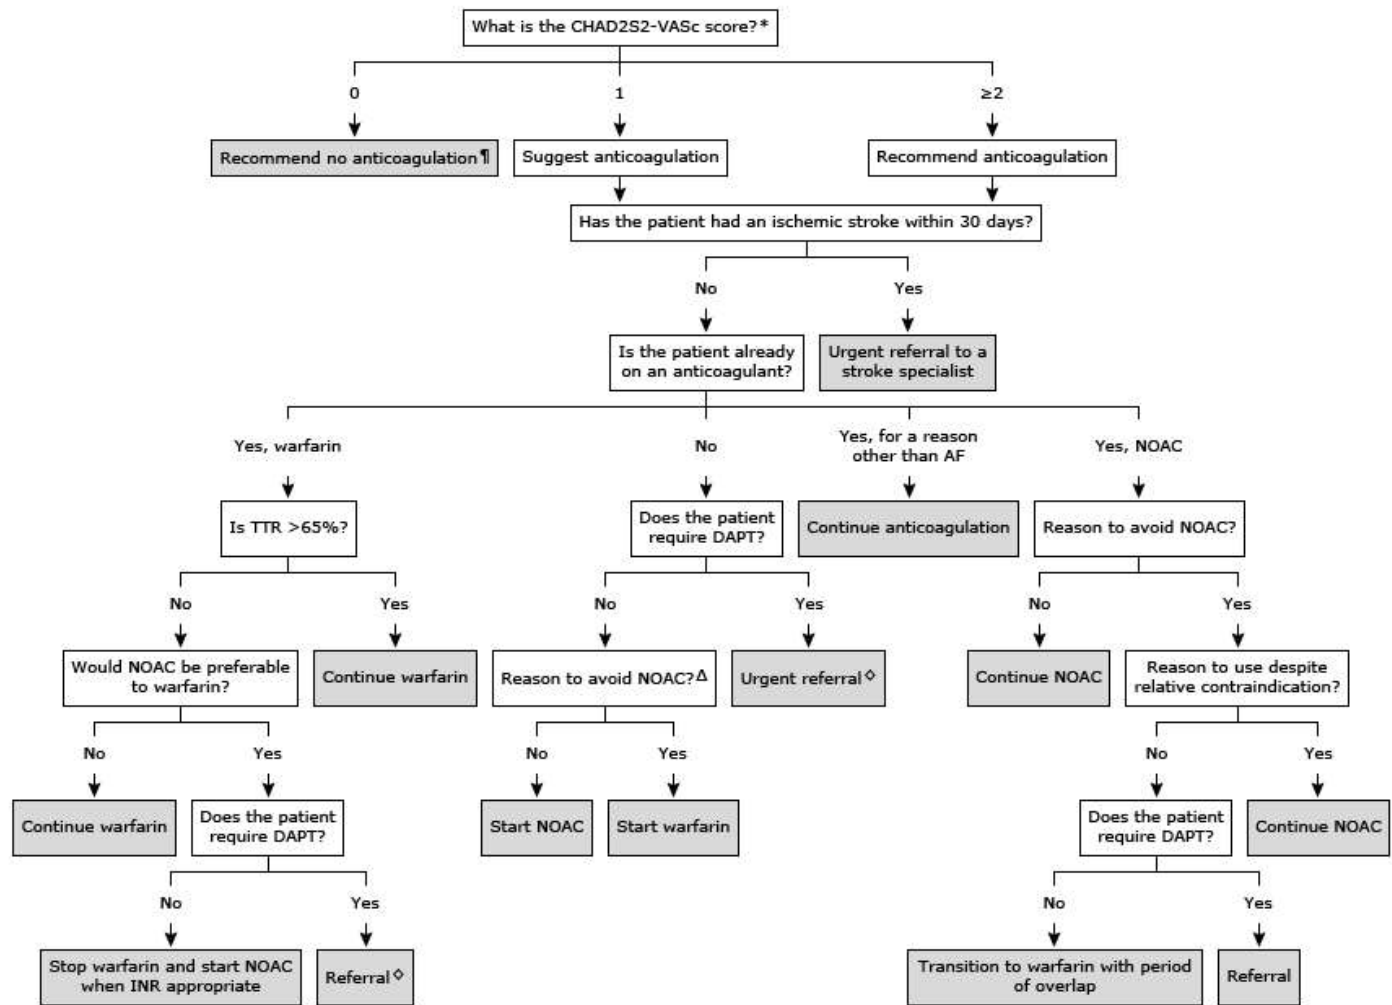 What is the CHAD2S2-VASc score?*
0
1
≥2
Recommend no anticoagulation¶
Suggest anticoagulation
Recommend anticoagulation
Has the patient had an ischemic stroke within 30 days?
No
Yes
Is the patient already
on an anticoagulant?
Urgent referral to a
stroke specialist
Yes, warfarin
No
Yes, for a reason
other than AF
Yes, NOAC
Is TTR >65%?
Does the patient
require DAPT?
Continue anticoagulation
Reason to avoid NOAC?
No
Yes
No
Yes
No
Yes
Would NOAC be preferable
to warfarin?
Continue warfarin
Reason to avoid NOAC?Δ
Urgent referral◇
Continue NOAC
Reason to use despite
relative contraindication?
No
Yes
No
Yes
No
Yes
Continue warfarin
Does the patient
require DAPT?
Start NOAC
Start warfarin
Does the patient
require DAPT?
Continue NOAC
No
Yes
No
Yes
Stop warfarin and start NOAC
when INR appropriate
Referral◇
Transition to warfarin with period
of overlap
Referral